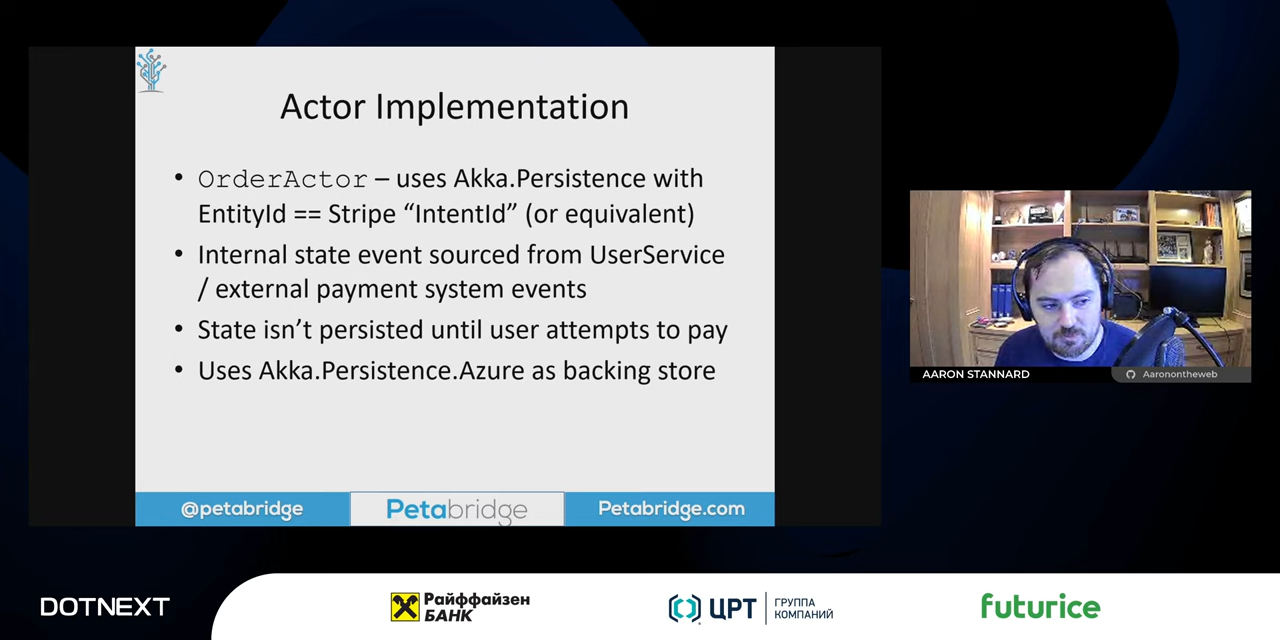 Actor Implementation
• OrderActor – uses Akka.Persistence with
EntityId == Stripe “IntentId” (or equivalent)
• Internal state event sourced from UserService
/ external payment system events
• State isn’t persisted until user attempts to pay
• Uses Akka.Persistence.Azure as backing store
@petabridge
Petabridge
Petabridge.com
AARON STANNARD
Aaronontheweb
DOTNEXT
Райффайзен
БАНК
ЦРТ
ГРУППА
КОМПАНИЙ
futurice